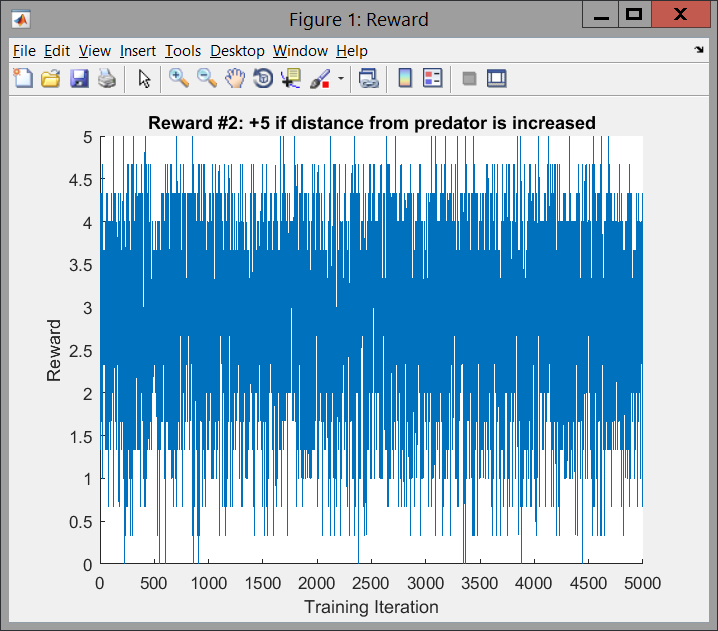 Figure 1: Reward
X
File Edit View Insert Tools Desktop Window Help
Reward #2: +5 if distance from predator is increased
5
4.5
4
3.5
3
2.5
2
1.5
1
0.5
0
Reward
0 500 1000 1500 2000 2500 3000 3500 4000 4500 5000
Training Iteration